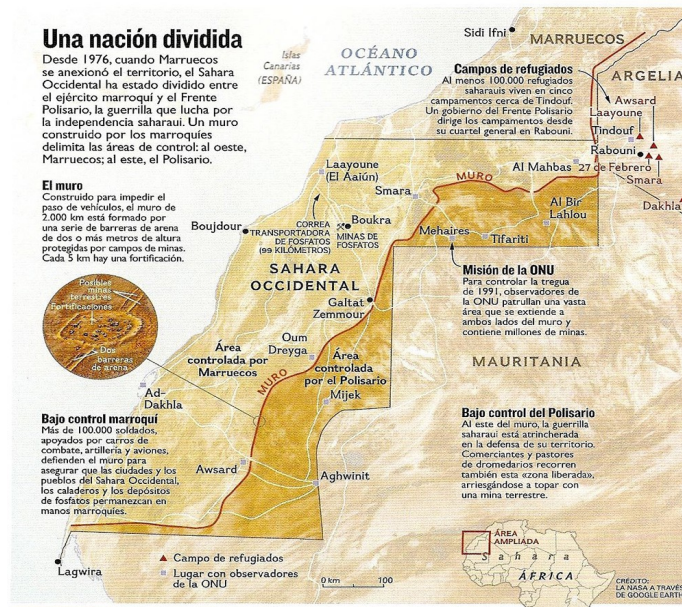 Una nación dividida
Desde 1976, cuando Marruecos
se anexionó el territorio, el Sahara
Occidental ha estado dividido entre
el ejército marroquí y el Frente
Polisario, la guerrilla que lucha por
la independencia saharaui. Un muro
construido por los marroquíes
delimita las áreas de control: al oeste,
Marruecos; al este, el Polisario.
El muro
Construido para impedir el
paso de vehículos, el muro de
2.000 km está formado por
una serie de barreras de arena
de dos o más metros de altura
protegidas por campos de minas.
Cada 5 km hay una fortificación.
Posibles
minas
terrestres
Fortificaciones
Dos
barreras
de arena
Bajo control marroquí
Más de 100.000 soldados,
apoyados por carros de
combate, artillería y aviones,
defienden el muro para
asegurar que las ciudades y los
pueblos del Sahara Occidental,
los caladeros y los depósitos
de fosfatos permanezcan en
manos marroquíes.
Islas
Canarias
(ESPAÑA)
OCÉANO
ATLÁNTICO
Sidi Ifni
MARRUECOS
ARGELIA
Campos de refugiados
Al menos 100.000 refugiados
saharauis viven en cinco
campamentos cerca de Tinduf.
Un gobierno del Frente Polisario
dirige los campamentos desde
su cuartel general en Rabouni.
Awsard
Laayoune
Tindouf
Rabouni
27 de Febrero
Smara
Dakhla
Al Mahbas
Laayoune
(El Aaiún)
Smara
MURO
Al Bir
Lahlou
Boujdour
CORREA
TRANSPORTADORA
DE FOSFATOS
(99 KILÓMETROS)
Boukra
MINAS DE
FOSFATOS
Mehaires
Tifariti
SAHARA
OCCIDENTAL
Misión de la ONU
Para controlar la tregua
de 1991, observadores de
la ONU patrullan una vasta
área que se extiende a
ambos lados del muro y
contiene millones de minas.
Galtat
Zemmour
Oum
Dreyga
Área
controlada por
Marruecos
Área
controlada
por el Polisario
MURO
MAURITANIA
Mijek
Ad-
Dakhla
Bajo control del Polisario
Al este del muro, la guerrilla
saharaui está atrincherada
en la defensa de su territorio.
Comerciantes y pastores
de dromedarios recorren
también esta «zona liberada»,
arriesgándose a topar con
una mina terrestre.
Awsard
Aghwinit
Lagwira
Campo de refugiados
Lugar con observadores
de la ONU
0 km 100
ÁREA
AMPLIADA
Sahara
ÁFRICA
CRÉDITO:
LA NASA A TRAVÉS
DE GOOGLE EARTH